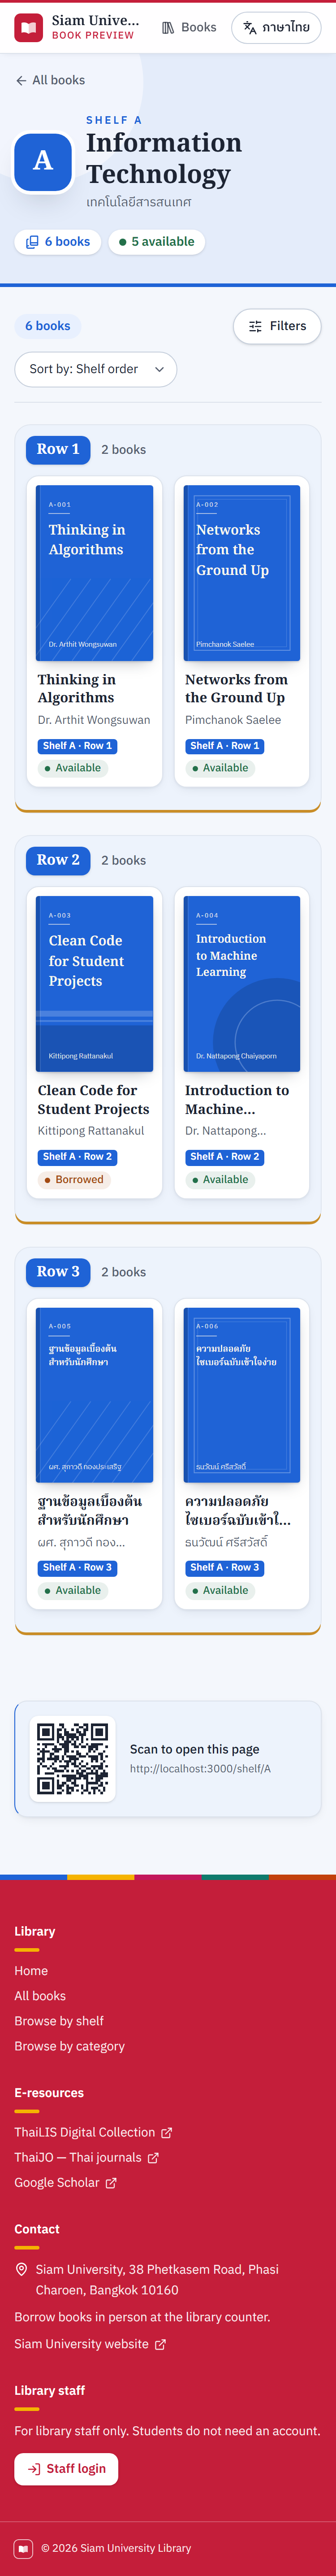 Siam Unive...
BOOK PREVIEW
Books
ภาษาไทย
All books
A
SHELF A
Information
Technology
เทคโนโลยีสารสนเทศ
6 books
5 available
6 books
Filters
Sort by: Shelf order
Row 1
2 books
A-001
Thinking in
Algorithms
Dr. Arthit Wongsuwan
Thinking in
Algorithms
Dr. Arthit Wongsuwan
Shelf A · Row 1
Available
A-002
Networks
from the
Ground Up
Pimchanok Saelee
Networks from
the Ground Up
Pimchanok Saelee
Shelf A · Row 1
Available
Row 2
2 books
A-003
Clean Code
for Student
Projects
Kittipong Rattanakul
Clean Code for
Student Projects
Kittipong Rattanakul
Shelf A · Row 2
Borrowed
A-004
Introduction
to Machine
Learning
Dr. Nattapong Chaiyaporn
Introduction to
Machine...
Dr. Nattapong...
Shelf A · Row 2
Available
Row 3
2 books
A-005
ฐานข้อมูลเบื้องต้น
สำหรับนักศึกษา
ผศ. สุภาวดี ทองประเสริฐ
ฐานข้อมูลเบื้องต้น
สำหรับนักศึกษา
ผศ. สุภาวดี ทอง...
Shelf A · Row 3
Available
A-006
ความปลอดภัย
ไซเบอร์ฉบับเข้าใจง่าย
ธนวัฒน์ ศรีสวัสดิ์
ความปลอดภัย
ไซเบอร์ฉบับเข้าใ...
ธนวัฒน์ ศรีสวัสดิ์
Shelf A · Row 3
Available
Scan to open this page
http://localhost:3000/shelf/A
Library
Home
All books
Browse by shelf
Browse by category
E-resources
ThaiLIS Digital Collection
ThaiJO — Thai journals
Google Scholar
Contact
Siam University, 38 Phetkasem Road, Phasi
Charoen, Bangkok 10160
Borrow books in person at the library counter.
Siam University website
Library staff
For library staff only. Students do not need an account.
Staff login
© 2026 Siam University Library